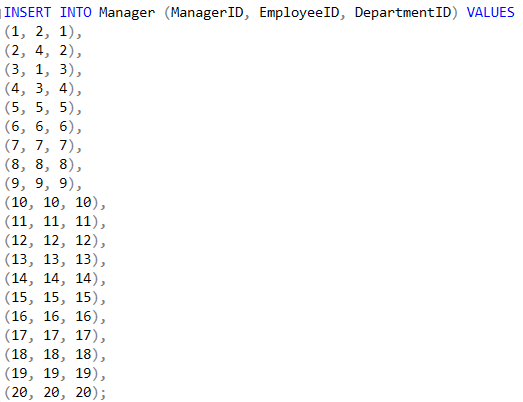 INSERT INTO Manager (ManagerID, EmployeeID, DepartmentID) VALUES
(1, 2, 1),
(2, 4, 2),
(3, 1, 3),
(4, 3, 4),
(5, 5, 5),
(6, 6, 6),
(7, 7, 7),
(8, 8, 8),
(9, 9, 9),
(10, 10, 10),
(11, 11, 11),
(12, 12, 12),
(13, 13, 13),
(14, 14, 14),
(15, 15, 15),
(16, 16, 16),
(17, 17, 17),
(18, 18, 18),
(19, 19, 19),
(20, 20, 20);